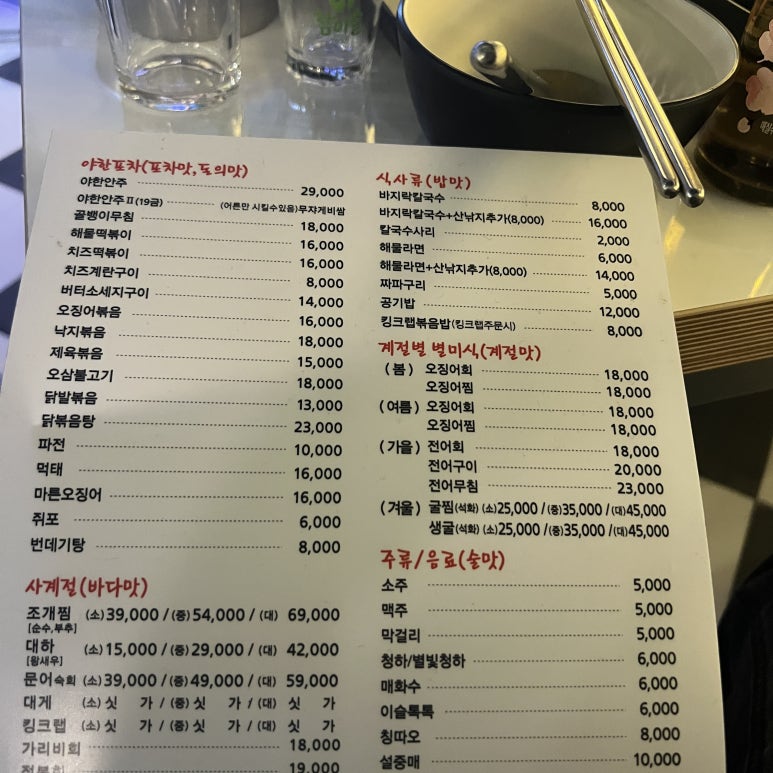 야한포차(포차맛,도의맛)
야한안주 29,000
야한안주Ⅱ(19금) (어른만 시킬수있음)무쟈게비쌈
골뱅이무침 18,000
해물떡볶이 16,000
치즈떡볶이 16,000
치즈계란구이 8,000
버터소세지구이 14,000
오징어볶음 16,000
낙지볶음 18,000
제육볶음 15,000
오삼불고기 18,000
닭발볶음 13,000
닭볶음탕 23,000
파전 10,000
먹태 16,000
마른오징어 16,000
쥐포 6,000
번데기탕 8,000
사계절(바다맛)
조개찜 (소)39,000 / (중)54,000 / (대) 69,000
[순수,부추]
대하 (소)15,000 / (중)29,000 / (대) 42,000
[왕새우]
문어숙회 (소)39,000 / (중)49,000 / (대) 59,000
대게 (소) 싯 가 / (중) 싯 가 / (대) 싯 가
킹크랩 (소) 싯 가 / (중) 싯 가 / (대) 싯 가
가리비회 18,000
19,000
식사류(밥맛)
바지락칼국수 8,000
바지락칼국수+산낙지추가(8,000) 16,000
칼국수사리 2,000
해물라면 6,000
해물라면+산낙지추가(8,000) 14,000
짜파구리 5,000
공기밥 12,000
킹크랩볶음밥(킹크랩주문시) 8,000
계절별 별미식(계절맛)
(봄) 오징어회 18,000
오징어찜 18,000
(여름) 오징어회 18,000
오징어찜 18,000
(가을) 전어회 18,000
전어구이 20,000
전어무침 23,000
(겨울) 굴찜(석화) (소)25,000 / (중)35,000 / (대)45,000
생굴(석화) (소)25,000 / (중)35,000 / (대)45,000
주류/음료(술맛)
소주 5,000
맥주 5,000
막걸리 5,000
청하/별빛청하 6,000
매화수 6,000
이슬톡톡 6,000
칭따오 8,000
설중매 10,000